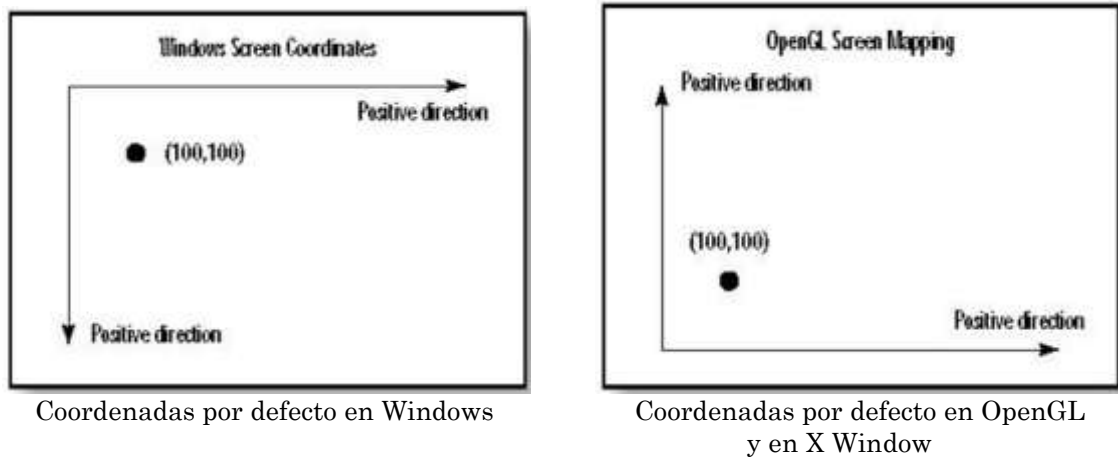 Windows Screen Coordinates
Positive direction
(100,100)
Positive direction
Coordenadas por defecto en Windows
OpenGL Screen Mapping
Positive direction
(100,100)
Positive direction
Coordenadas por defecto en OpenGL
y en X Window